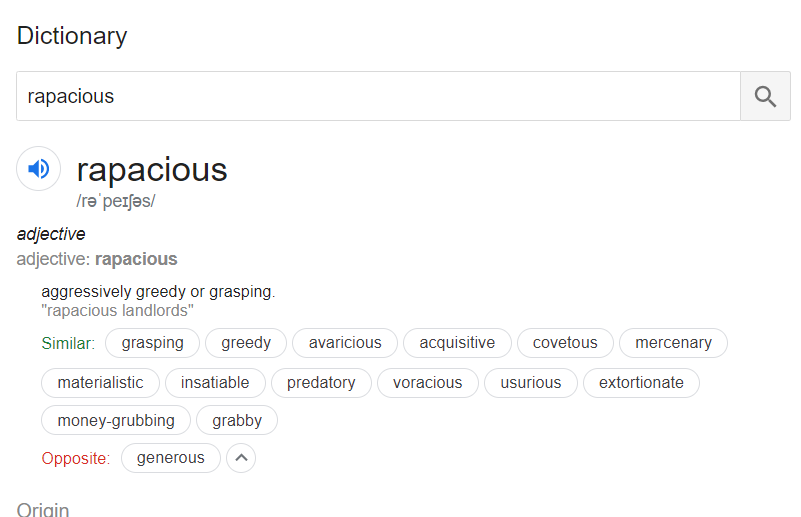 Dictionary
rapacious
rapacious
/rəˈpeɪʃəs/
adjective
adjective: rapacious
aggressively greedy or grasping.
"rapacious landlords"
Similar: grasping greedy avaricious acquisitive covetous mercenary
materialistic insatiable predatory voracious usurious extortionate
money-grubbing grabby
Opposite: generous
Origin